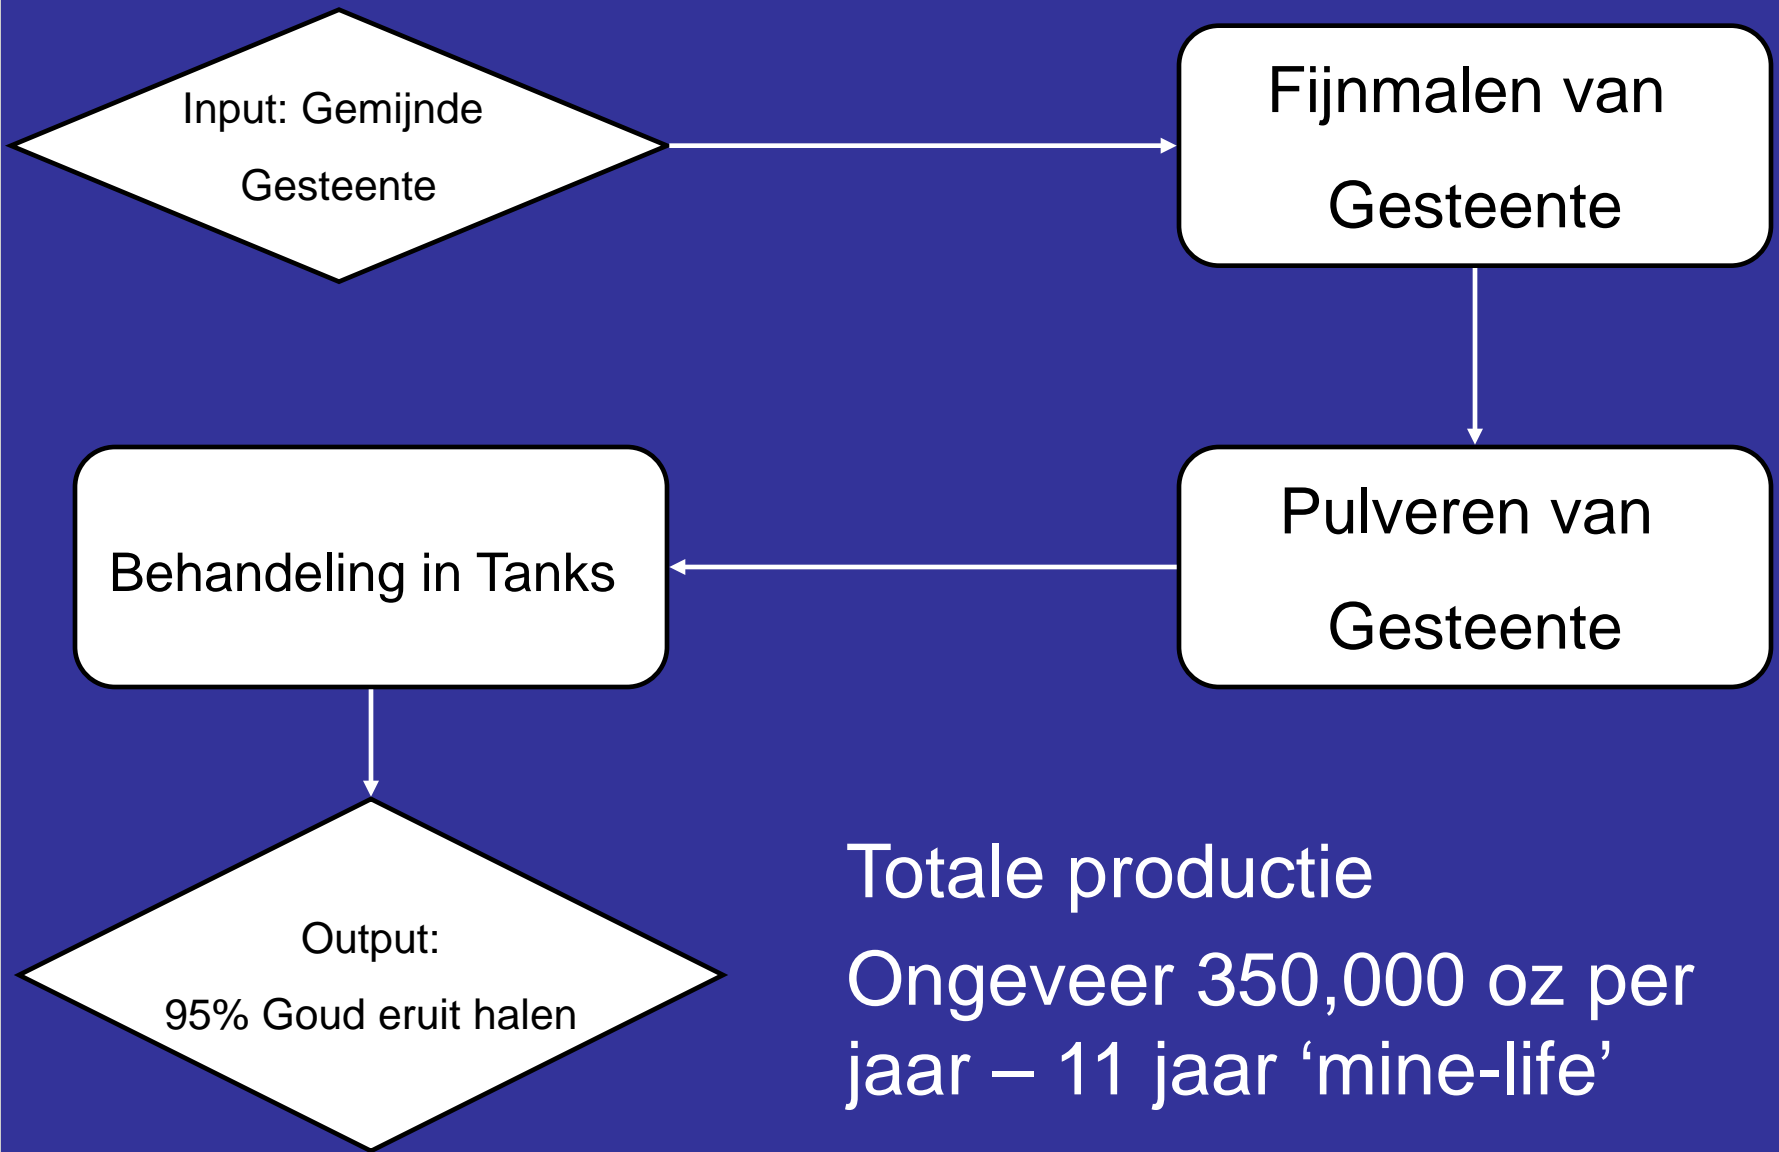 Input: Gemijnde
Gesteente
Fijnmalen van
Gesteente
Pulveren van
Gesteente
Behandeling in Tanks
Output:
95% Goud eruit halen
Totale productie
Ongeveer 350,000 oz per
jaar – 11 jaar ‘mine-life’